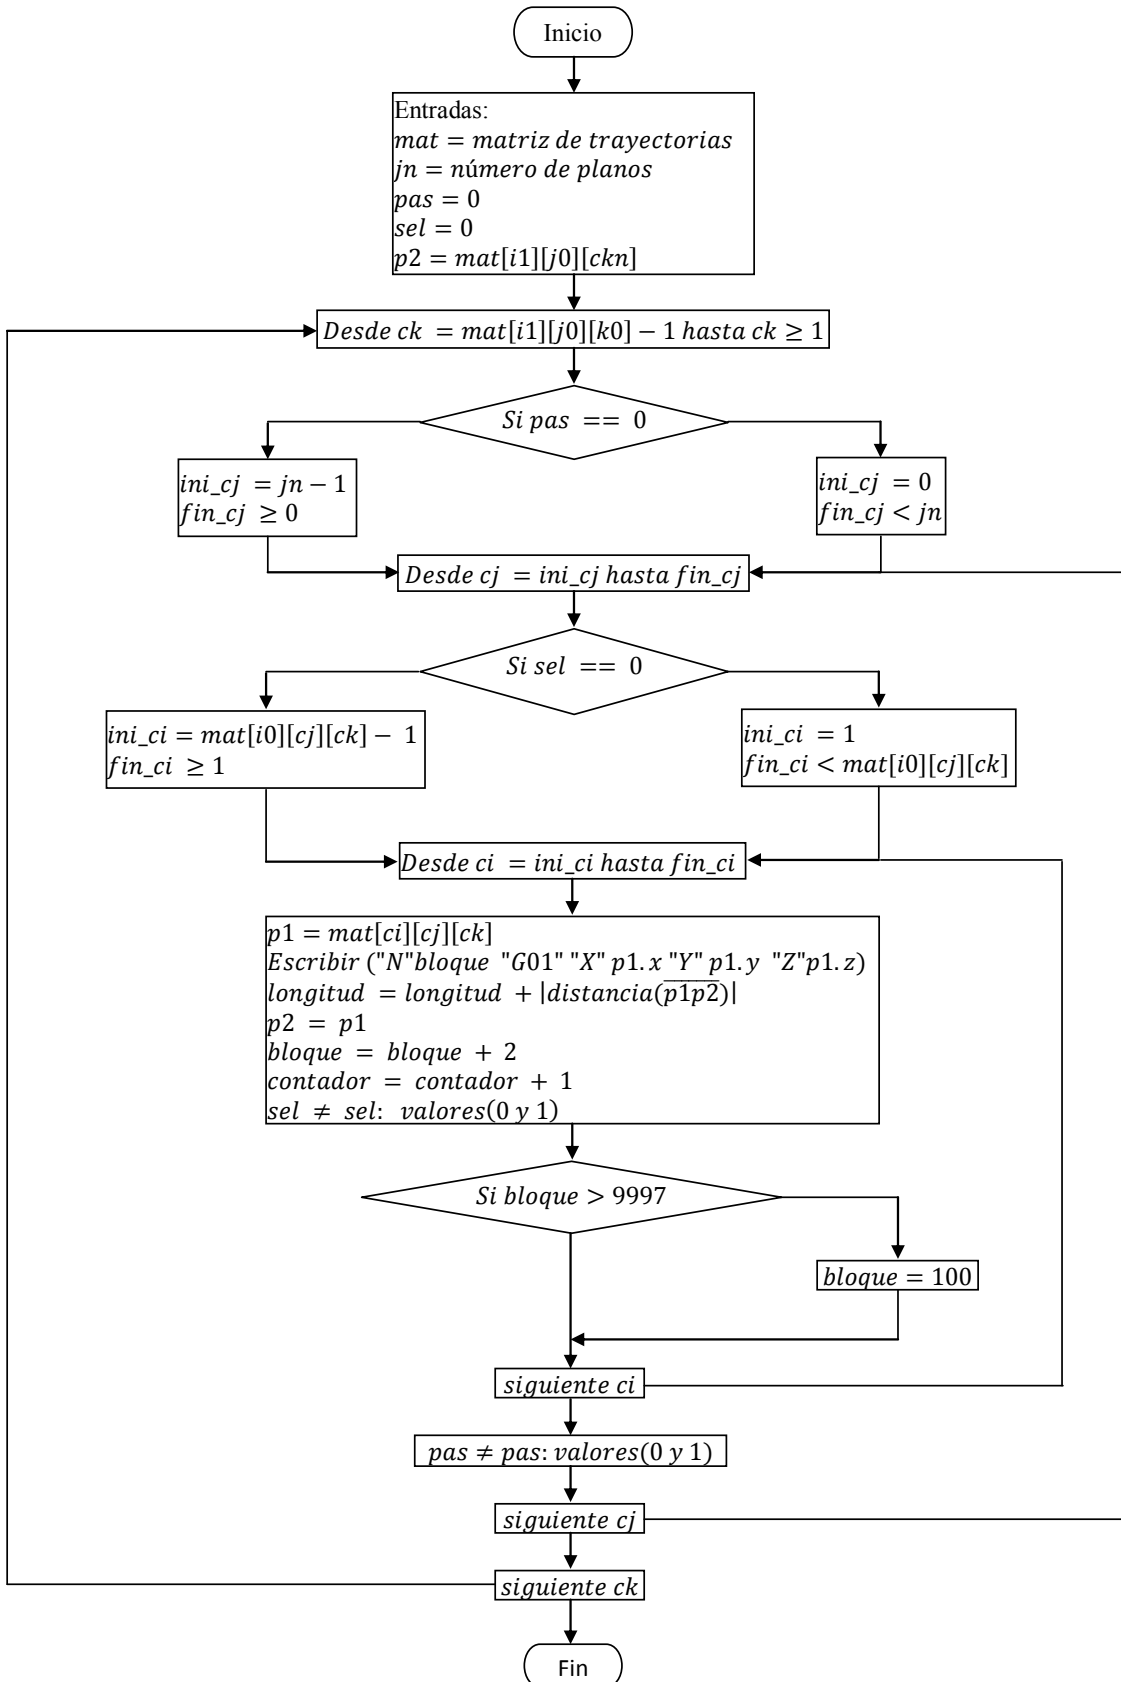 Inicio
Entradas:
mat = matriz de trayectorias
jn = número de planos
pas = 0
sel = 0
p2 = mat[i1][j0][ckn]
Desde ck = mat[i1][j0][k0] − 1 hasta ck ≥ 1
Si pas == 0
ini_cj = jn − 1
fin_cj ≥ 0
ini_cj = 0
fin_cj < jn
Desde cj = ini_cj hasta fin_cj
Si sel == 0
ini_ci = mat[i0][cj][ck] − 1
fin_ci ≥ 1
ini_ci = 1
fin_ci < mat[i0][cj][ck]
Desde ci = ini_ci hasta fin_ci
p1 = mat[ci][cj][ck]
Escribir ("N"bloque "G01" "X" p1.x "Y" p1.y "Z"p1.z)
longitud = longitud + |distancia(p1p2)|
p2 = p1
bloque = bloque + 2
contador = contador + 1
sel ≠ sel: valores(0 y 1)
Si bloque > 9997
bloque = 100
siguiente ci
pas ≠ pas: valores(0 y 1)
siguiente cj
siguiente ck
Fin